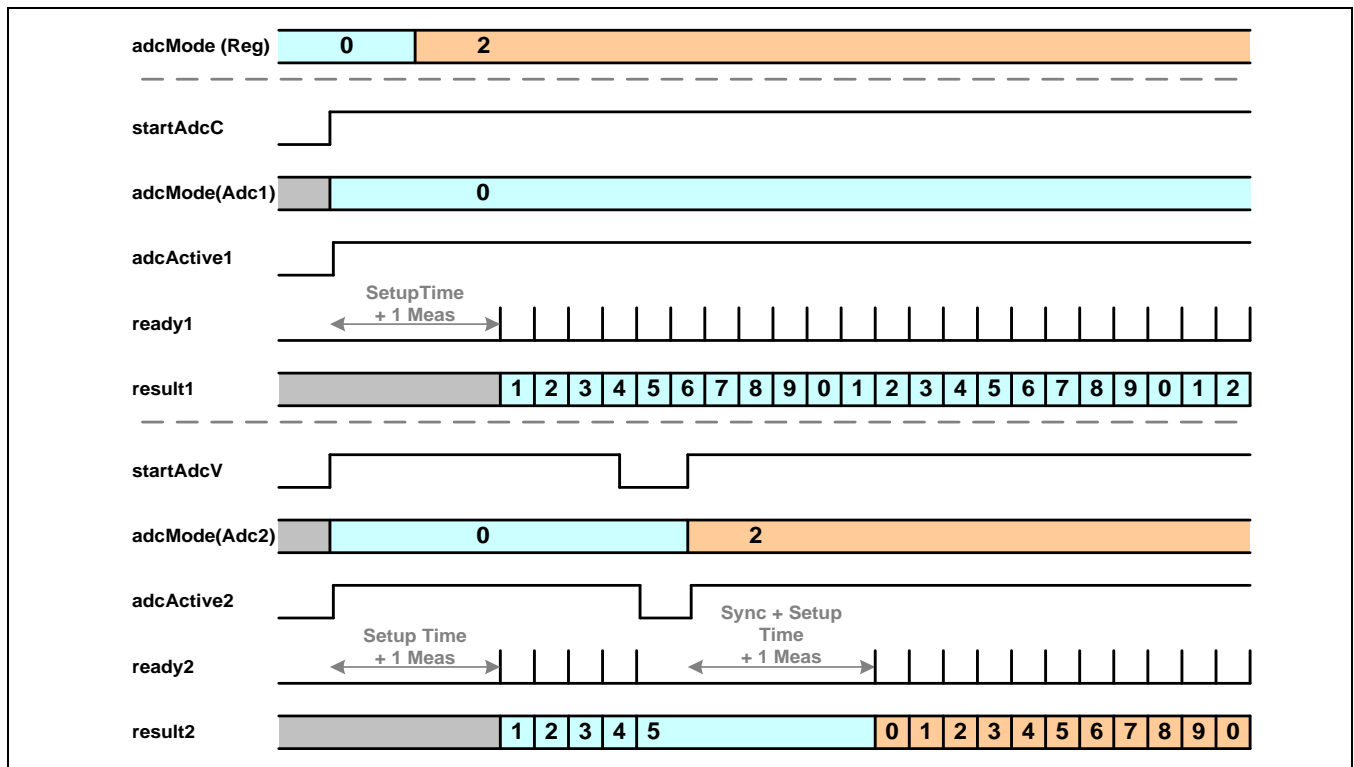 adcMode (Reg) 0 2
startAdcC
adcMode(Adc1) 0
adcActive1
SetupTime
+ 1 Meas
ready1
result1 1 2 3 4 5 6 7 8 9 0 1 2 3 4 5 6 7 8 9 0 1 2
startAdcV
adcMode(Adc2) 0 2
adcActive2
Sync + Setup
Time
+ 1 Meas
Setup Time
+ 1 Meas
ready2
result2 1 2 3 4 5 0 1 2 3 4 5 6 7 8 9 0